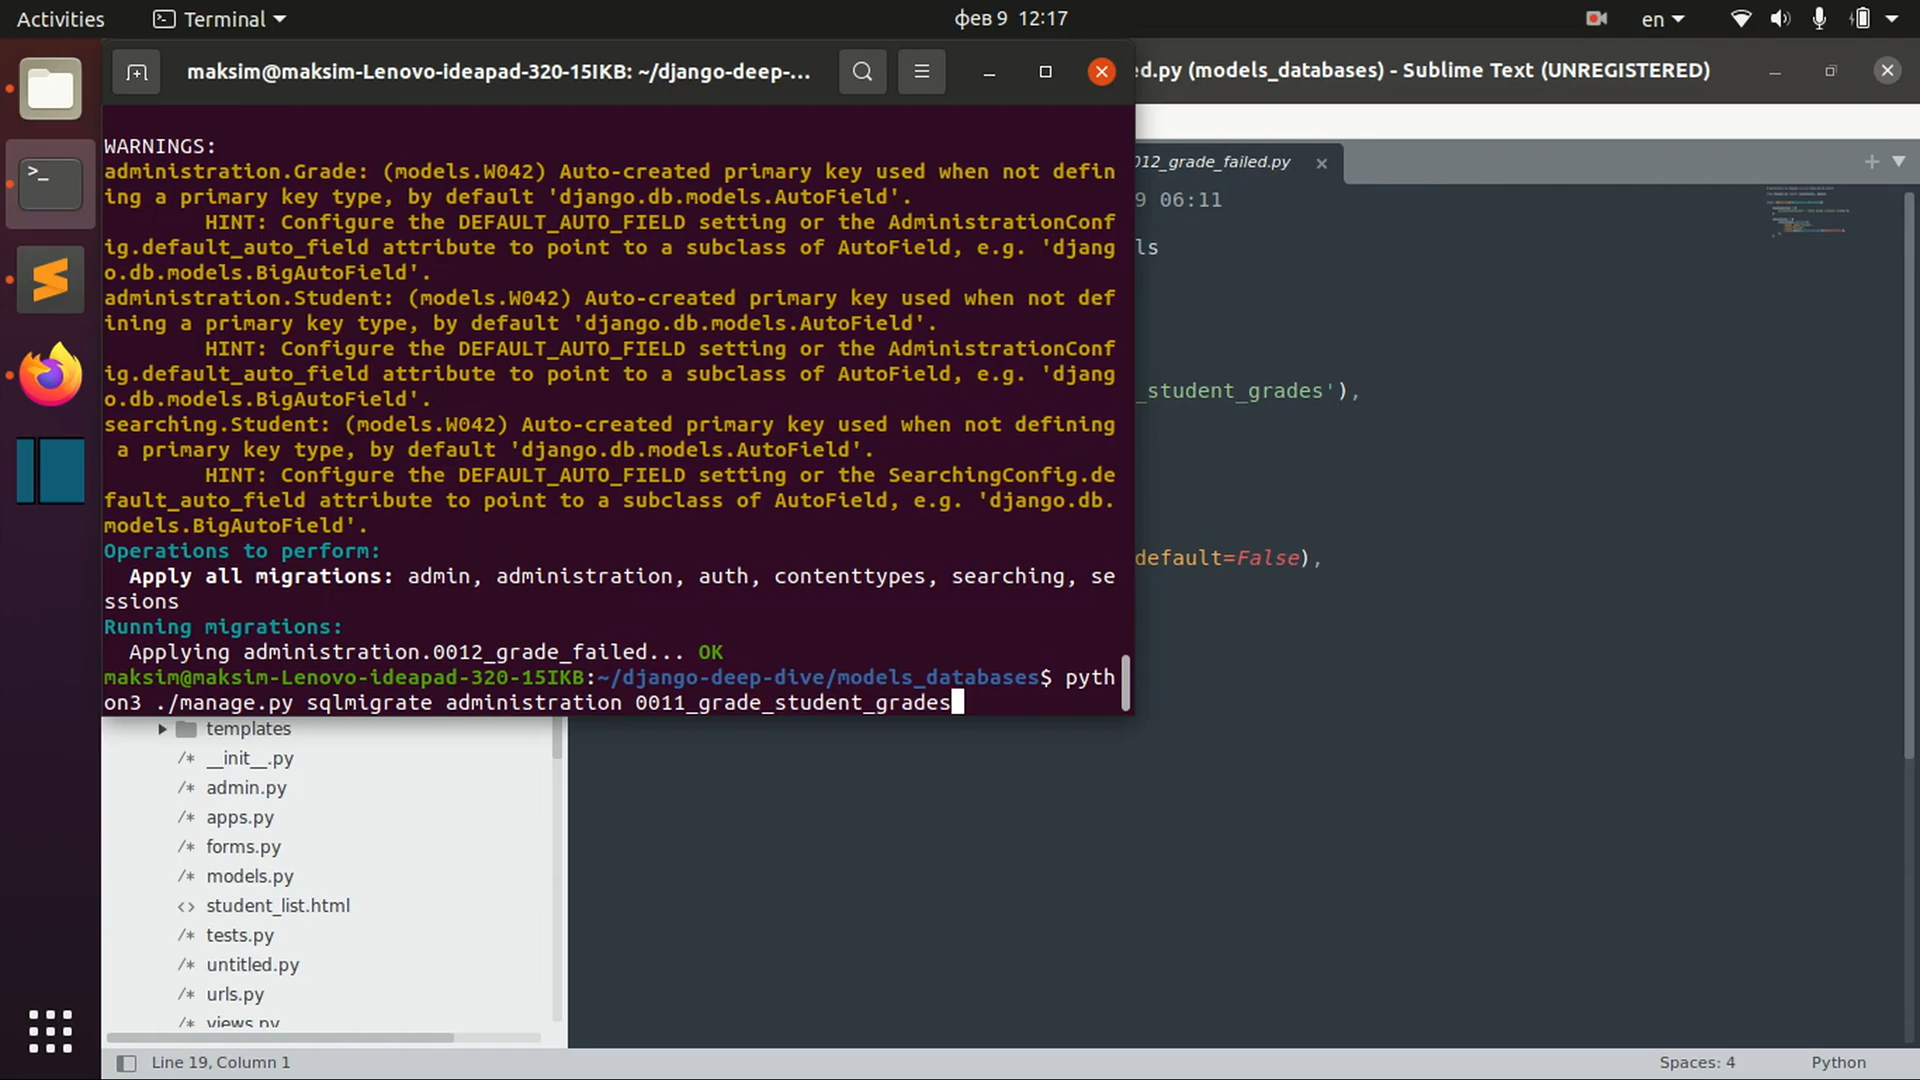 Activities
Terminal
фев 9 12:17
en
maksim@maksim-Lenovo-ideapad-320-15IKB: ~/django-deep-...
ed.py (models_databases) - Sublime Text (UNREGISTERED)
012_grade_failed.py
WARNINGS:
administration.Grade: (models.W042) Auto-created primary key used when not defin
ing a primary key type, by default 'django.db.models.AutoField'.
HINT: Configure the DEFAULT_AUTO_FIELD setting or the AdministrationConf
ig.default_auto_field attribute to point to a subclass of AutoField, e.g. 'djang
o.db.models.BigAutoField'.
administration.Student: (models.W042) Auto-created primary key used when not def
ining a primary key type, by default 'django.db.models.AutoField'.
HINT: Configure the DEFAULT_AUTO_FIELD setting or the AdministrationConf
ig.default_auto_field attribute to point to a subclass of AutoField, e.g. 'djang
o.db.models.BigAutoField'.
searching.Student: (models.W042) Auto-created primary key used when not defining
a primary key type, by default 'django.db.models.AutoField'.
HINT: Configure the DEFAULT_AUTO_FIELD setting or the SearchingConfig.de
fault_auto_field attribute to point to a subclass of AutoField, e.g. 'django.db.
models.BigAutoField'.
Operations to perform:
Apply all migrations: admin, administration, auth, contenttypes, searching, se
ssions
Running migrations:
Applying administration.0012_grade_failed... OK
maksim@maksim-Lenovo-ideapad-320-15IKB:~/django-deep-dive/models_databases$ pyth
on3 ./manage.py sqlmigrate administration 0011_grade_student_grades
9 06:11
ls
_student_grades'),
default=False),
templates
/* __init__.py
/* admin.py
/* apps.py
/* forms.py
/* models.py
<> student_list.html
/* tests.py
/* untitled.py
/* urls.py
/* views.py
Line 19, Column 1
Spaces: 4
Python